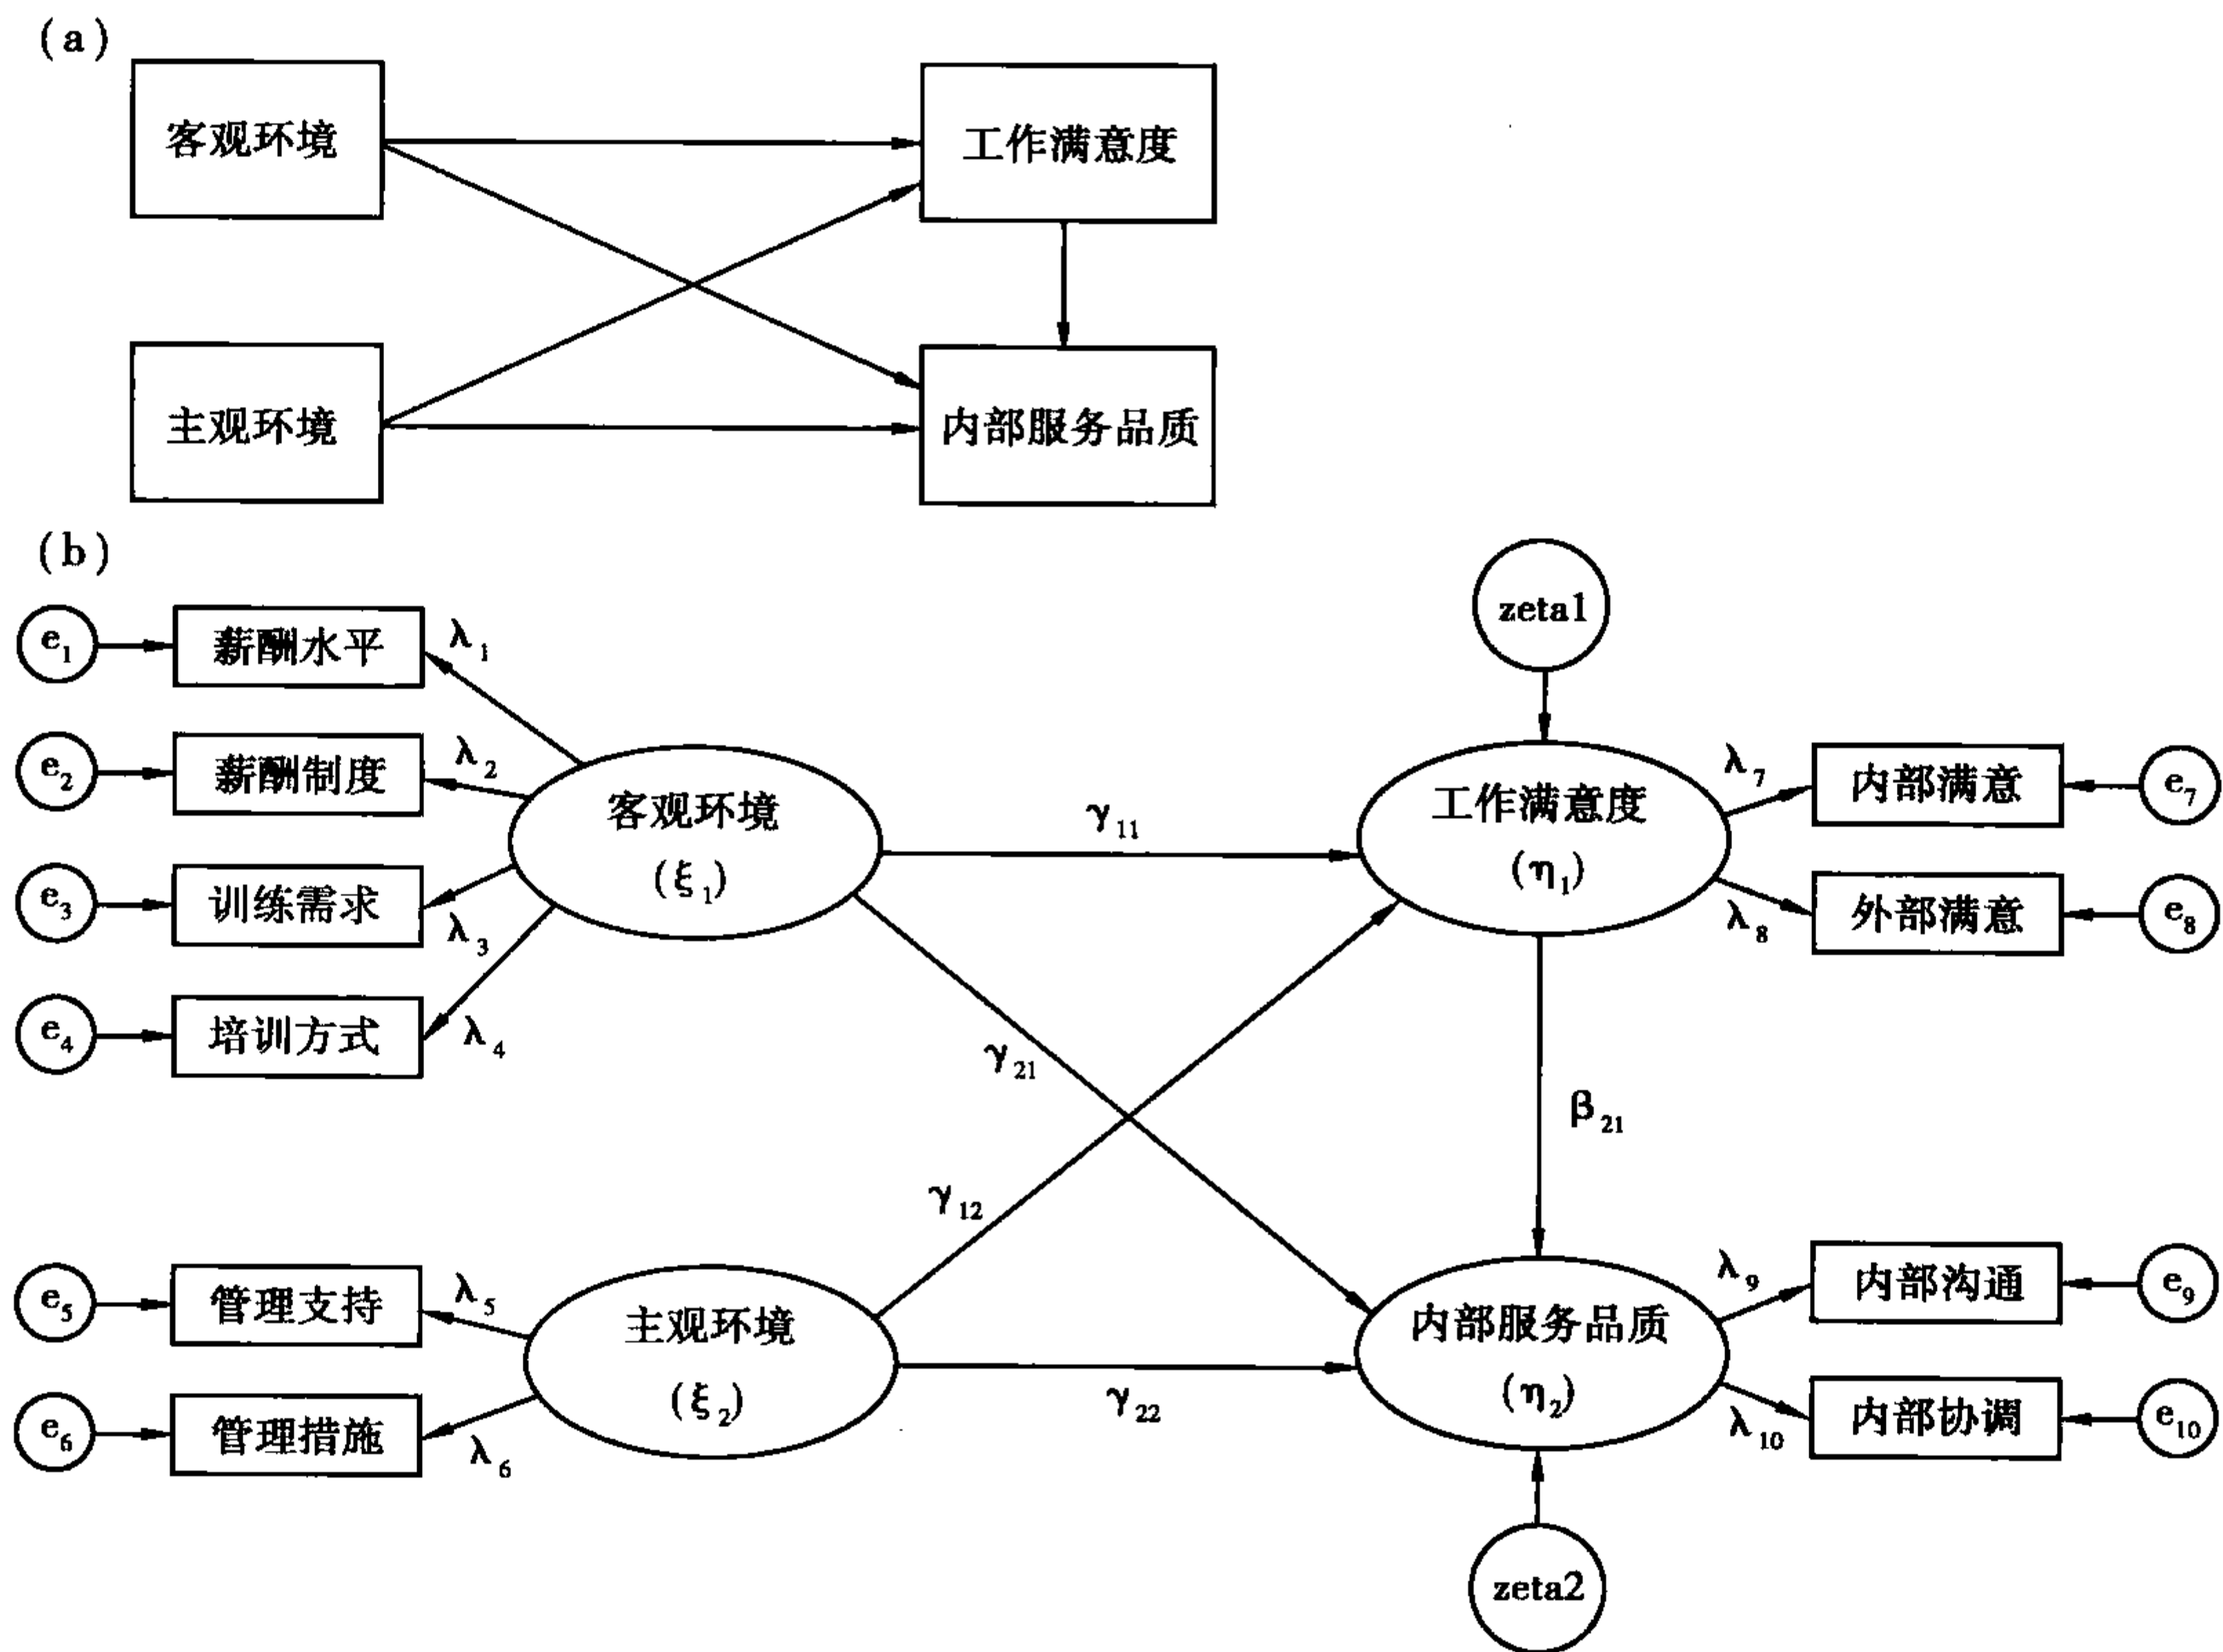 (a)
客观环境
工作满意度
主观环境
内部服务品质
(b)
zeta1
e₁
薪酬水平
λ₁
e₂
薪酬制度
λ₂
客观环境
(ξ₁)
γ₁₁
工作满意度
(η₁)
λ₇
内部满意
e₇
e₃
训练需求
λ₃
λ₈
外部满意
e₈
e₄
培训方式
λ₄
γ₂₁
β₂₁
γ₁₂
e₅
管理支持
λ₅
主观环境
(ξ₂)
γ₂₂
内部服务品质
(η₂)
λ₉
内部沟通
e₉
e₆
管理措施
λ₆
λ₁₀
内部协调
e₁₀
zeta2